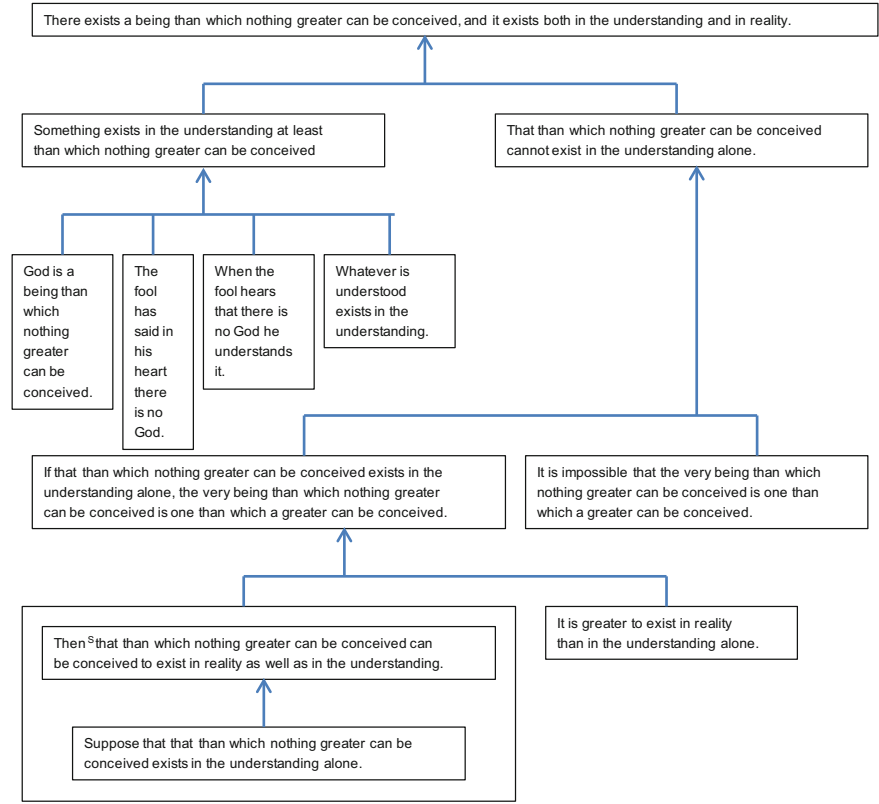 There exists a being than which nothing greater can be conceived, and it exists both in the understanding and in reality.
Something exists in the understanding at least
than which nothing greater can be conceived
That than which nothing greater can be conceived
cannot exist in the understanding alone.
God is a
being than
which
nothing
greater
can be
conceived.
The
fool
has
said in
his
heart
there
is no
God.
When the
fool hears
that there is
no God he
understands
it.
Whatever is
understood
exists in the
understanding.
If that than which nothing greater can be conceived exists in the
understanding alone, the very being than which nothing greater
can be conceived is one than which a greater can be conceived.
It is impossible that the very being than which
nothing greater can be conceived is one than
which a greater can be conceived.
Then S that than which nothing greater can be conceived can
be conceived to exist in reality as well as in the understanding.
It is greater to exist in reality
than in the understanding alone.
Suppose that that than which nothing greater can be
conceived exists in the understanding alone.